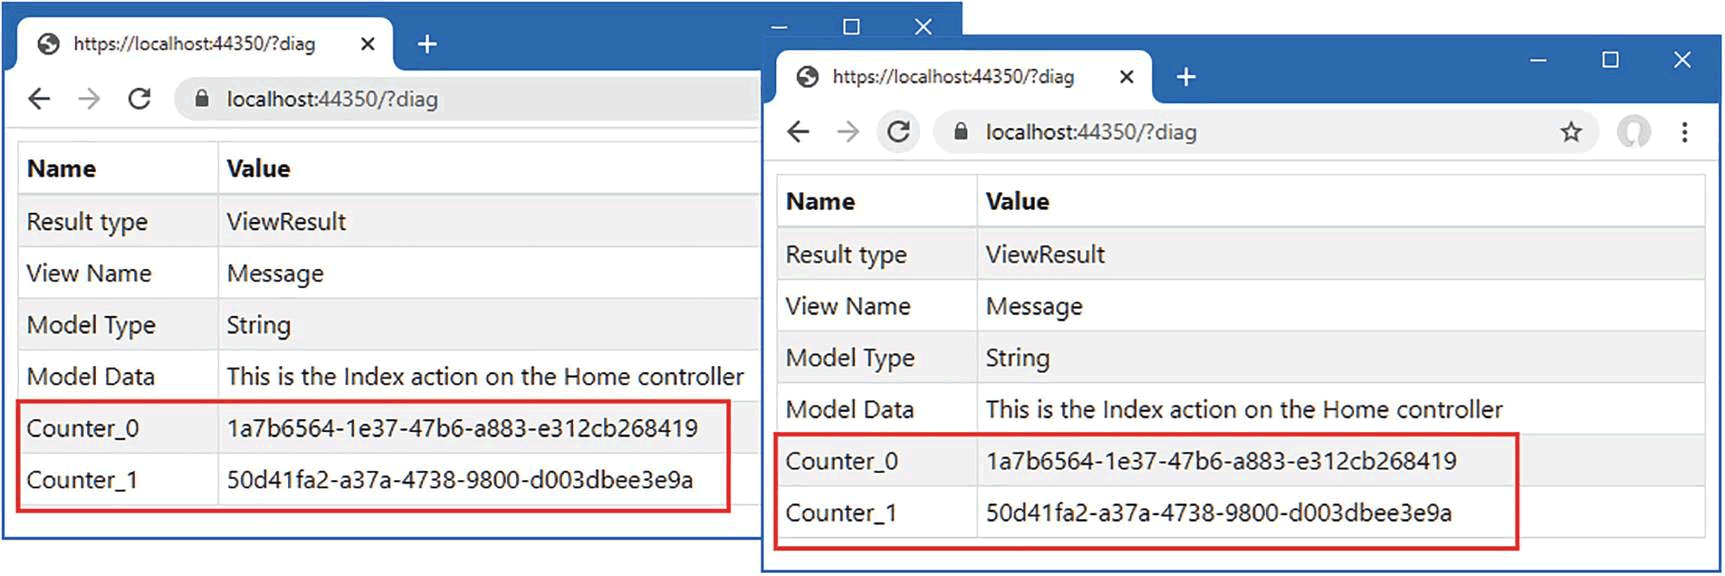 https://localhost:44350/?diag
localhost:44350/?diag
Name Value
Result type ViewResult
View Name Message
Model Type String
Model Data This is the Index action on the Home controller
Counter_0 1a7b6564-1e37-47b6-a883-e312cb268419
Counter_1 50d41fa2-a37a-4738-9800-d003dbee3e9a
https://localhost:44350/?diag
localhost:44350/?diag
Name Value
Result type ViewResult
View Name Message
Model Type String
Model Data This is the Index action on the Home controller
Counter_0 1a7b6564-1e37-47b6-a883-e312cb268419
Counter_1 50d41fa2-a37a-4738-9800-d003dbee3e9a